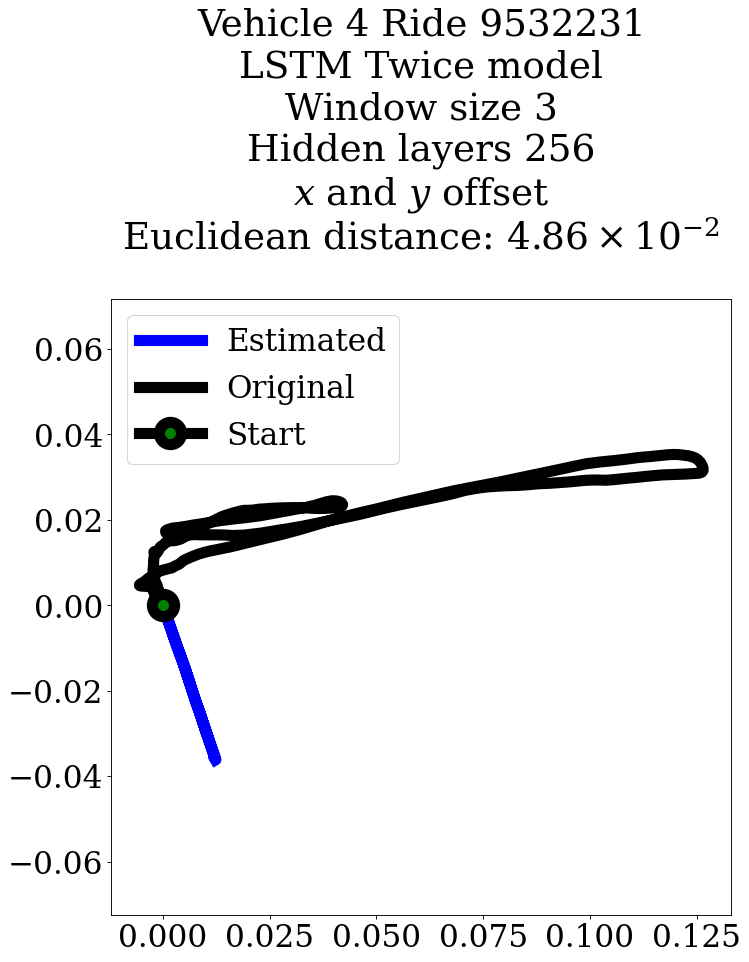 Vehicle 4 Ride 9532231
LSTM Twice model
Window size 3
Hidden layers 256
x and y offset
Euclidean distance: 4.86 × 10⁻²
Estimated
Original
Start
0.06
0.04
0.02
0.00
−0.02
−0.04
−0.06
0.000 0.025 0.050 0.075 0.100 0.125